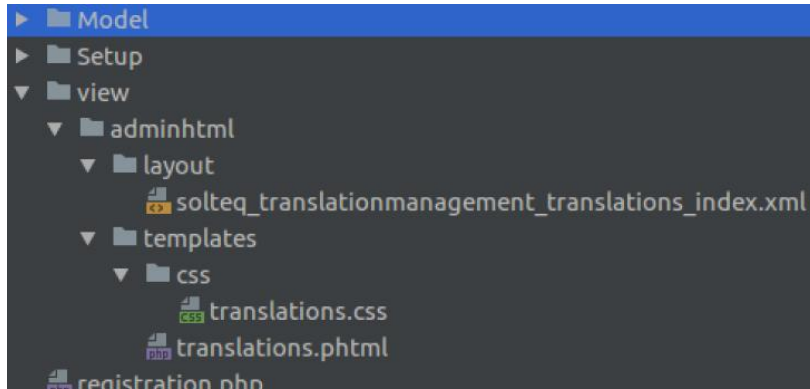 Model
Setup
view
adminhtml
layout
solteq_translationmanagement_translations_index.xml
templates
css
translations.css
translations.phtml
registration.php